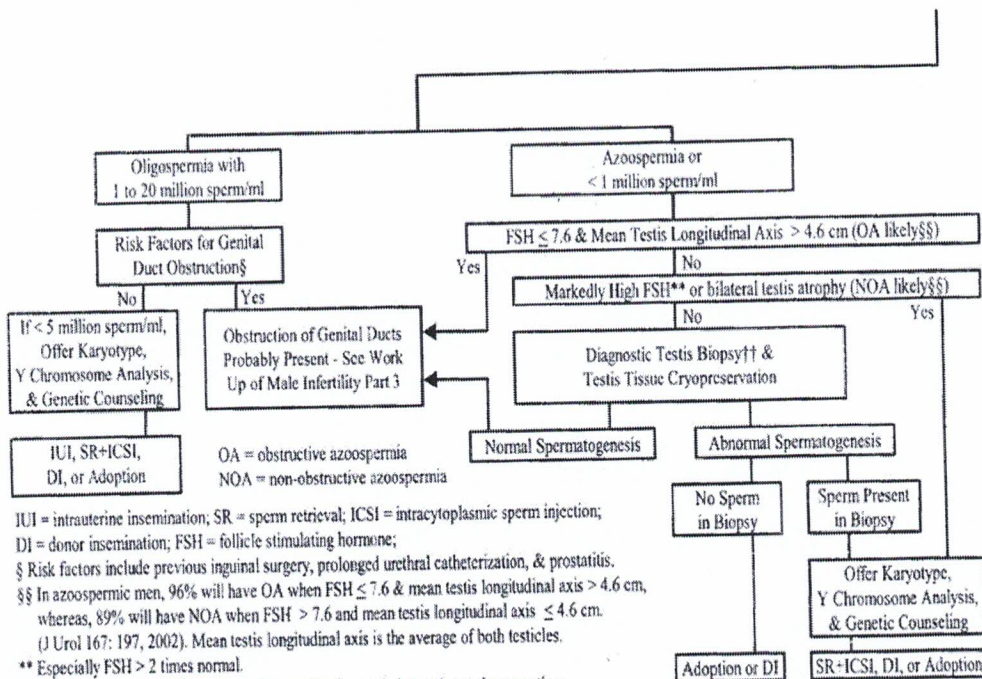 Oligospermia with
1 to 20 million sperm/ml
Azoospermia or
< 1 million sperm/ml
Risk Factors for Genital
Duct Obstruction§
FSH ≤ 7.6 & Mean Testis Longitudinal Axis > 4.6 cm (OA likely§§)
Yes
No
Markedly High FSH** or bilateral testis atrophy (NOA likely§§)
No
Yes
No
Yes
If < 5 million sperm/ml,
Offer Karyotype,
Y Chromosome Analysis,
& Genetic Counseling
Obstruction of Genital Ducts
Probably Present - See Work
Up of Male Infertility Part 3
Diagnostic Testis Biopsy†† &
Testis Tissue Cryopreservation
Normal Spermatogenesis
Abnormal Spermatogenesis
IUI, SR+ICSI,
DI, or Adoption
OA = obstructive azoospermia
NOA = non-obstructive azoospermia
No Sperm
in Biopsy
Sperm Present
in Biopsy
IUI = intrauterine insemination; SR = sperm retrieval; ICSI = intracytoplasmic sperm injection;
DI = donor insemination; FSH = follicle stimulating hormone;
§ Risk factors include previous inguinal surgery, prolonged urethral catheterization, & prostatitis.
§§ In azoospermic men, 96% will have OA when FSH ≤ 7.6 & mean testis longitudinal axis > 4.6 cm,
whereas, 89% will have NOA when FSH > 7.6 and mean testis longitudinal axis ≤ 4.6 cm.
(J Urol 167: 197, 2002). Mean testis longitudinal axis is the average of both testicles.
** Especially FSH > 2 times normal.
Offer Karyotype,
Y Chromosome Analysis,
& Genetic Counseling
Adoption or DI
SR+ICSI, DI, or Adoption